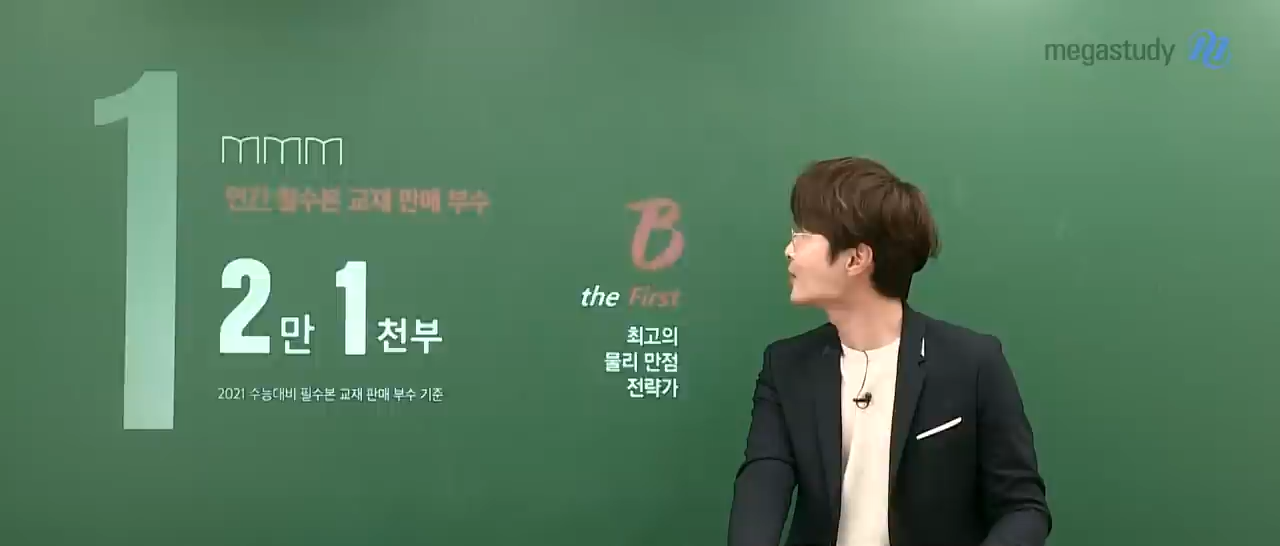 megastudy
1
연간 필수본 교재 판매 부수
2만 1천부
2021 수능대비 필수본 교재 판매 부수 기준
B
the First
최고의
물리 만점
전략가